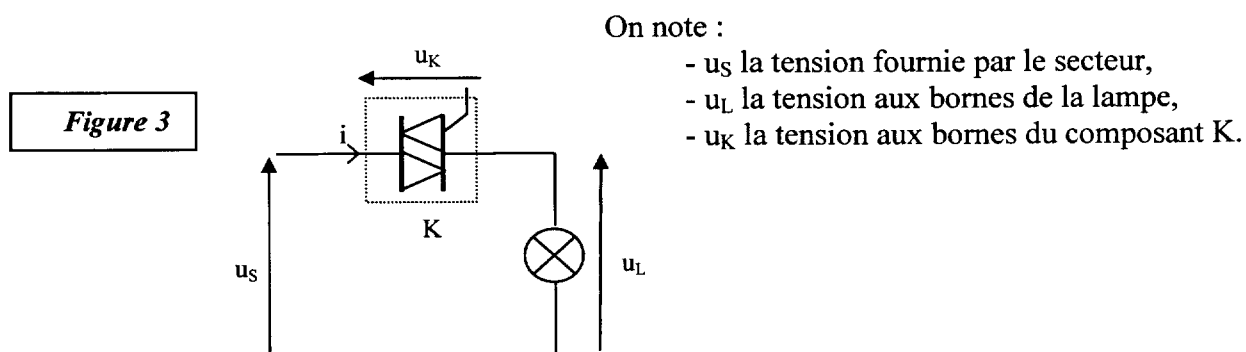 On note :
- uS la tension fournie par le secteur,
- uL la tension aux bornes de la lampe,
- uK la tension aux bornes du composant K.
Figure 3
uK
i
K
uS
uL